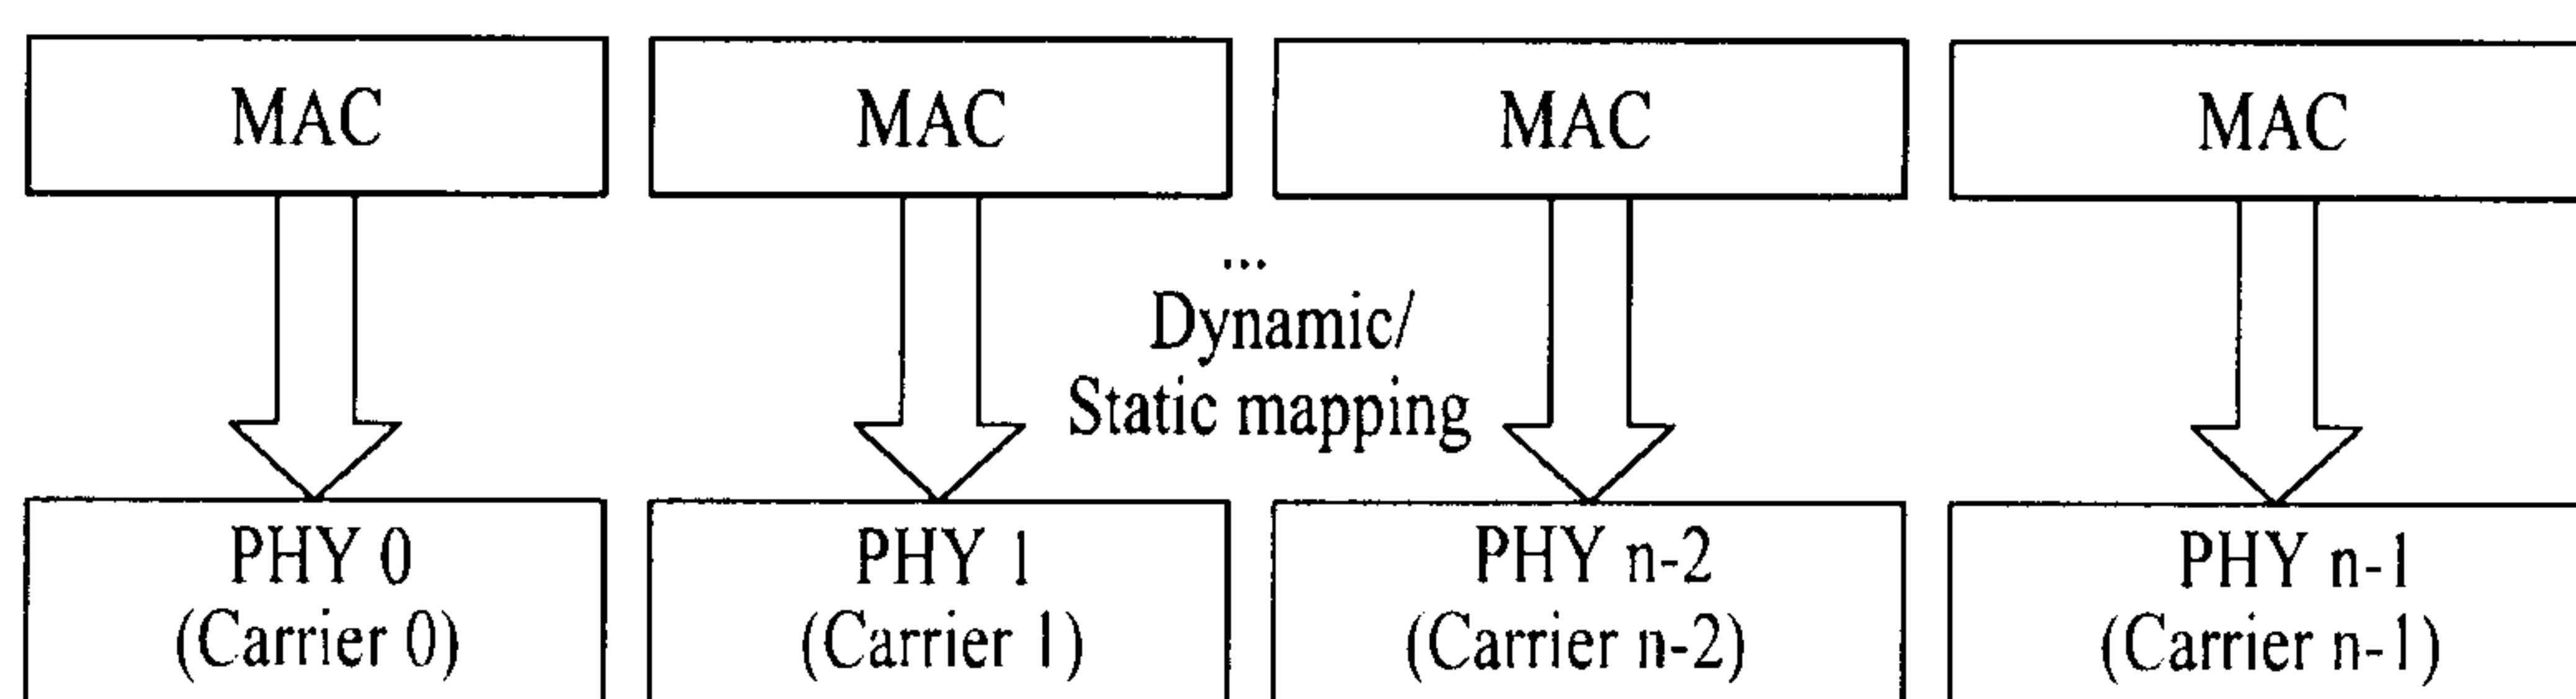 MAC
MAC
MAC
MAC
...
Dynamic/
Static mapping
PHY 0
(Carrier 0)
PHY 1
(Carrier 1)
PHY n-2
(Carrier n-2)
PHY n-1
(Carrier n-1)